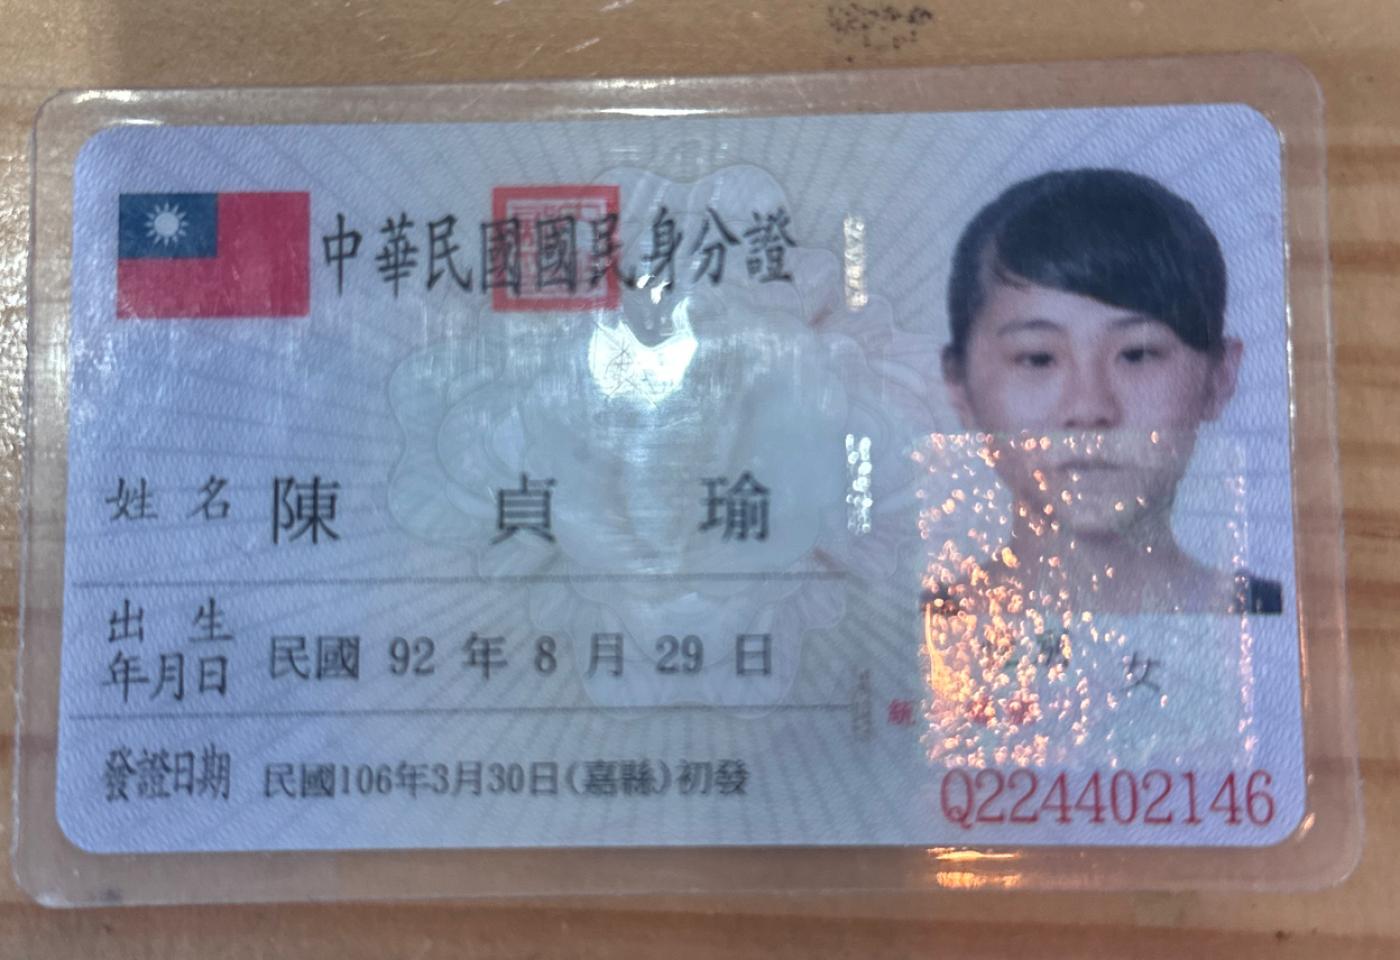 中華民國國民身分證
姓名 陳貞瑜
出生年月日 民國 92 年 8 月 29 日
女
發證日期 民國106年3月30日(嘉縣)初發
Q224402146